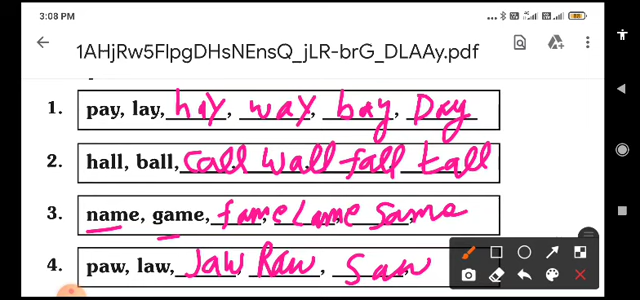 3:08 PM
1AHjRw5FIpgDHsNEnsQ_jLR-brG_DLAAy.pdf
1. pay, lay, hay, way, bay, Day
2. hall, ball, call wall fall tall
3. name, game, fame Lame Same
4. paw, law, Jaw Raw, Saw